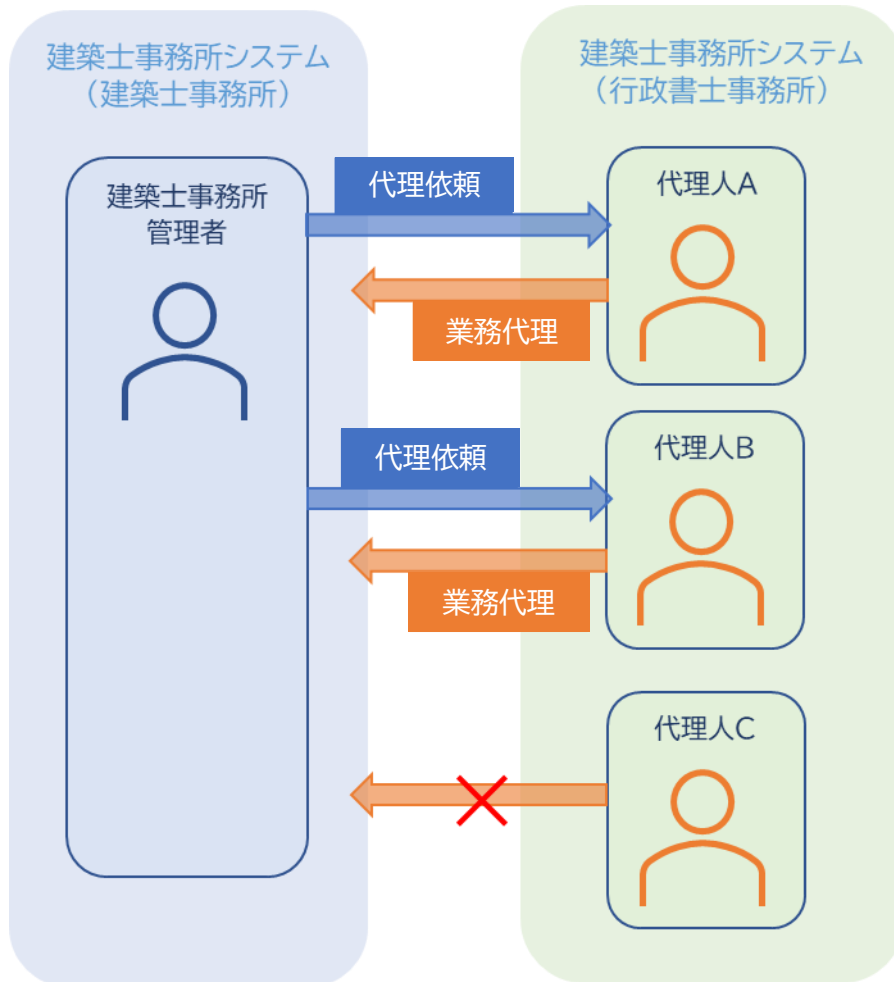 建築士事務所システム
（建築士事務所）
建築士事務所
管理者
建築士事務所システム
（行政書士事務所）
代理依頼
代理人A
業務代理
代理依頼
代理人B
業務代理
代理人C